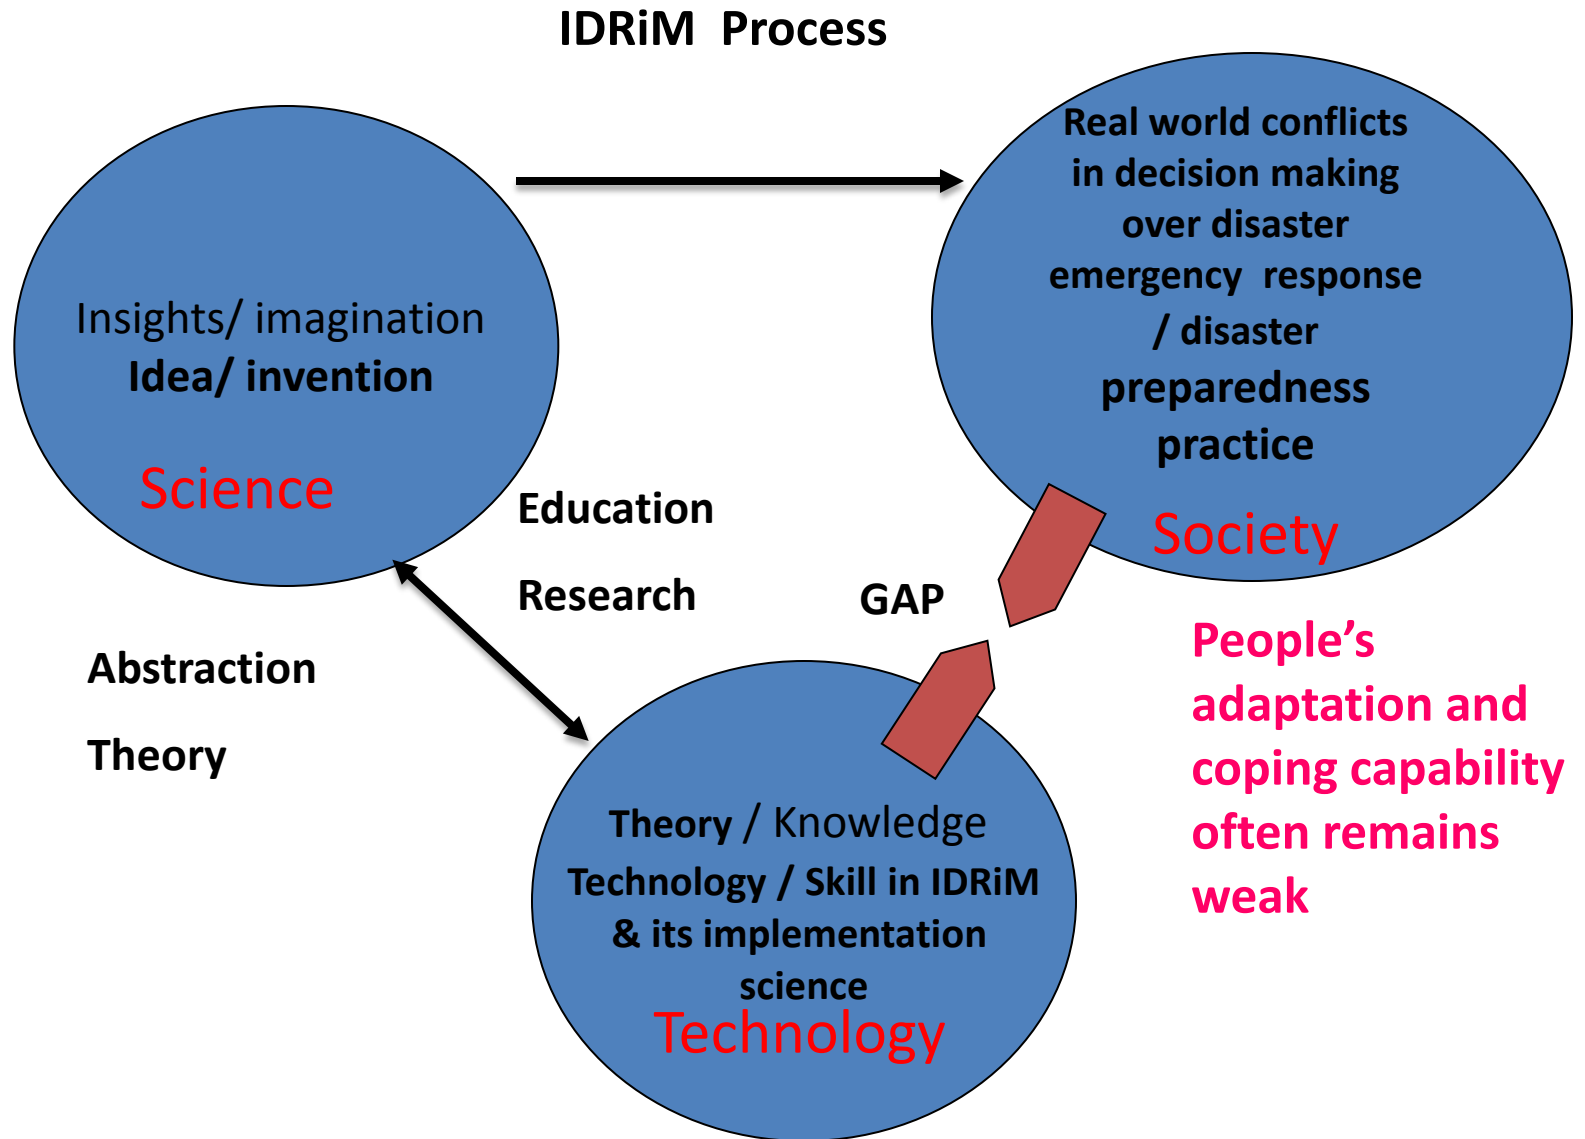 IDRiM  Process
Insights/ imagination
Idea/ invention
Science
Real world conflicts
in decision making
over disaster
emergency  response
/ disaster
preparedness
practice
Society
Education
Research
GAP
Abstraction
Theory
People’s
adaptation and
coping capability
often remains
weak
Theory / Knowledge
Technology / Skill in IDRiM
& its implementation
science
Technology